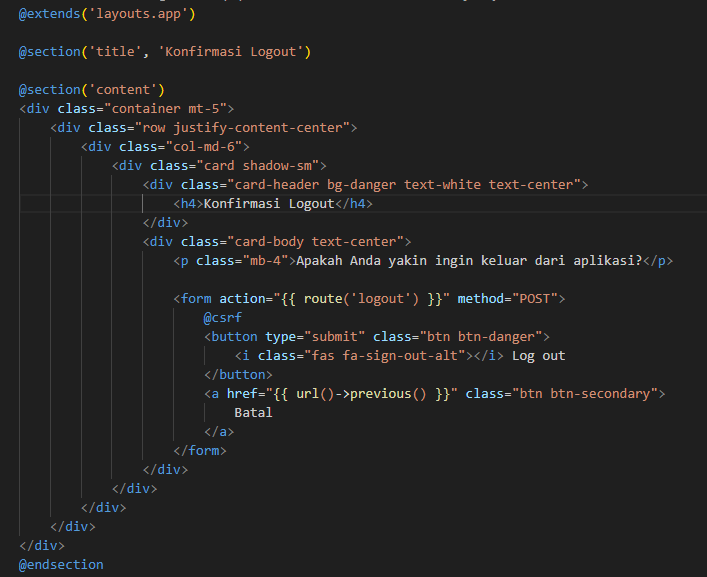 @extends('layouts.app')
@section('title', 'Konfirmasi Logout')
@section('content')
<div class="container mt-5">
<div class="row justify-content-center">
<div class="col-md-6">
<div class="card shadow-sm">
<div class="card-header bg-danger text-white text-center">
<h4>Konfirmasi Logout</h4>
</div>
<div class="card-body text-center">
<p class="mb-4">Apakah Anda yakin ingin keluar dari aplikasi?</p>
<form action="{{ route('logout') }}" method="POST">
@csrf
<button type="submit" class="btn btn-danger">
<i class="fas fa-sign-out-alt"></i> Log out
</button>
<a href="{{ url()->previous() }}" class="btn btn-secondary">
Batal
</a>
</form>
</div>
</div>
</div>
</div>
</div>
@endsection